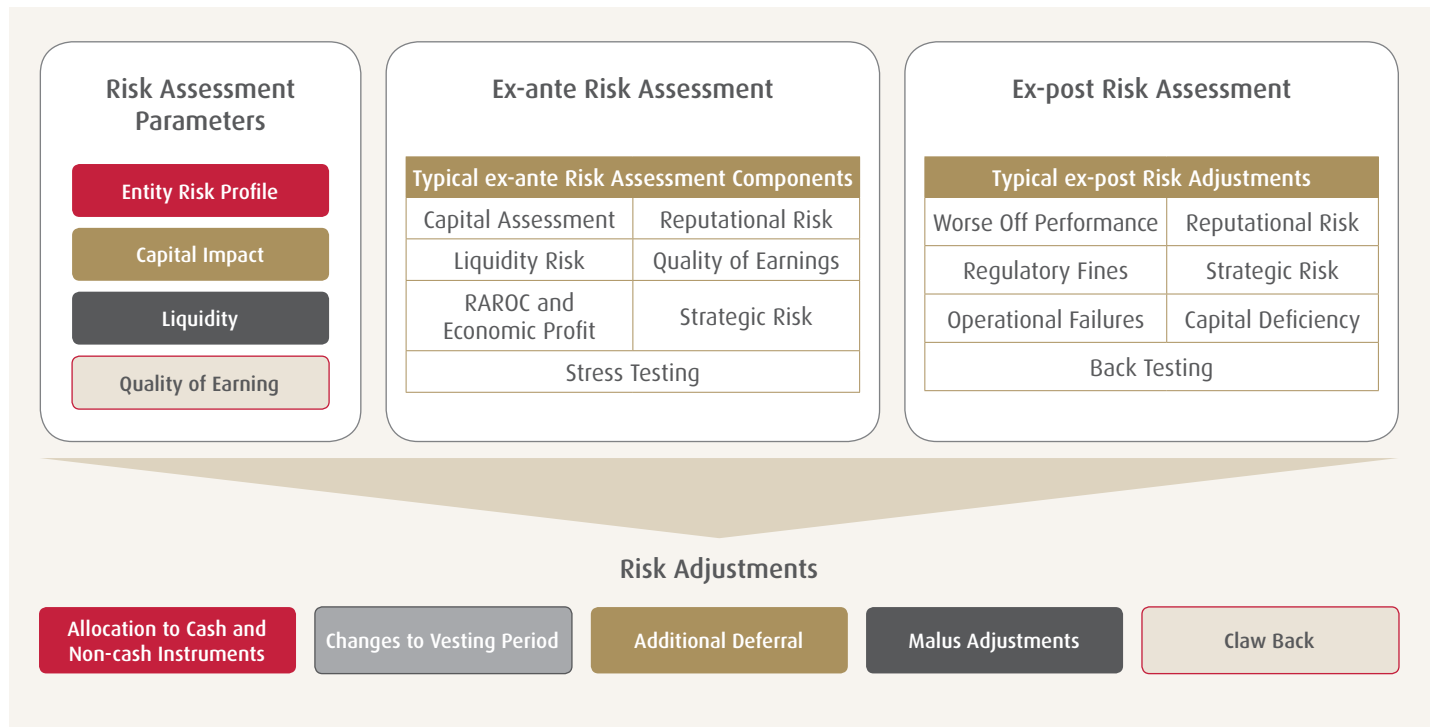 Risk Assessment
Parameters
Entity Risk Profile
Capital Impact
Liquidity
Quality of Earning
Ex-ante Risk Assessment
Typical ex-ante Risk Assessment Components
Capital Assessment
Reputational Risk
Liquidity Risk
Quality of Earnings
RAROC and
Economic Profit
Strategic Risk
Stress Testing
Ex-post Risk Assessment
Typical ex-post Risk Adjustments
Worse Off Performance
Reputational Risk
Regulatory Fines
Strategic Risk
Operational Failures
Capital Deficiency
Back Testing
Risk Adjustments
Allocation to Cash and
Non-cash Instruments
Changes to Vesting Period
Additional Deferral
Malus Adjustments
Claw Back